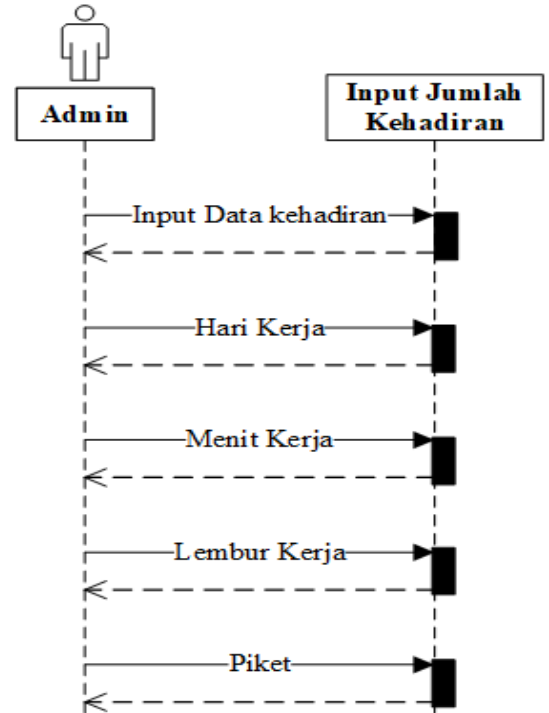 Admin
Input Jumlah
Kehadiran
Input Data kehadiran
Hari Kerja
Menit Kerja
Lembur Kerja
Piket